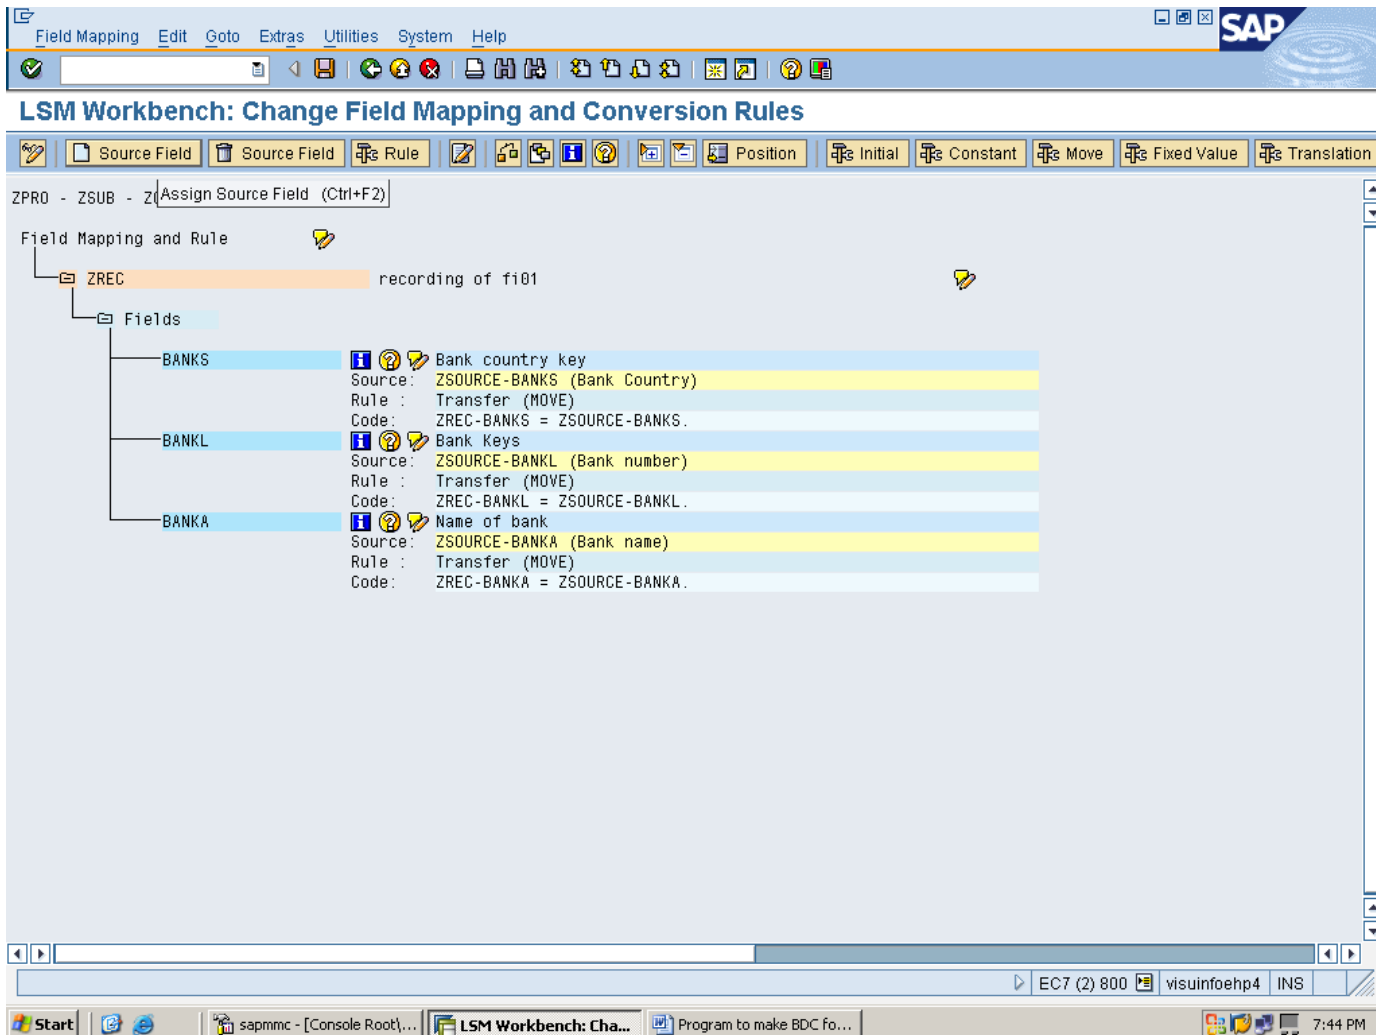 Field Mapping Edit Goto Extras Utilities System Help
SAP
LSM Workbench: Change Field Mapping and Conversion Rules
Source Field Source Field Rule Position Initial Constant Move Fixed Value Translation
ZPRO - ZSUB - Assign Source Field (Ctrl+F2)
Field Mapping and Rule
ZREC recording of fi01
Fields
BANKS Bank country key
Source: ZSOURCE-BANKS (Bank Country)
Rule : Transfer (MOVE)
Code: ZREC-BANKS = ZSOURCE-BANKS.
BANKL Bank Keys
Source: ZSOURCE-BANKL (Bank number)
Rule : Transfer (MOVE)
Code: ZREC-BANKL = ZSOURCE-BANKL.
BANKA Name of bank
Source: ZSOURCE-BANKA (Bank name)
Rule : Transfer (MOVE)
Code: ZREC-BANKA = ZSOURCE-BANKA.
EC7 (2) 800 visuinfoehp4 INS
Start sapmmc - [Console Root\... LSM Workbench: Cha... Program to make BDC fo... 7:44 PM